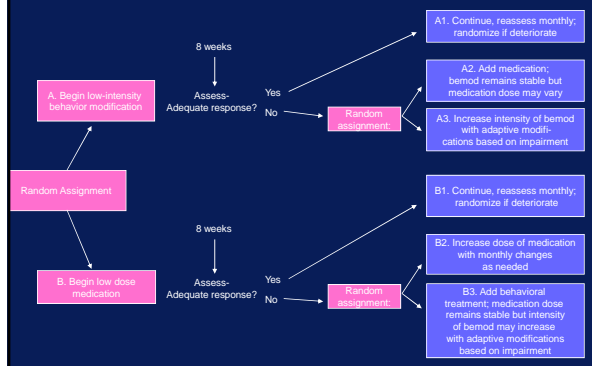 A1. Continue, reassess monthly;
randomize if deteriorate
8 weeks
A. Begin low-intensity
behavior modification
Assess-
Adequate response?
Yes
No
Random
assignment:
A2. Add medication;
bemod remains stable but
medication dose may vary
A3. Increase intensity of bemod
with adaptive modifi-
cations based on impairment
Random Assignment
B1. Continue, reassess monthly;
randomize if deteriorate
8 weeks
B. Begin low dose
medication
Assess-
Adequate response?
Yes
No
Random
assignment:
B2. Increase dose of medication
with monthly changes
as needed
B3. Add behavioral
treatment; medication dose
remains stable but intensity
of bemod may increase
with adaptive modifications
based on impairment